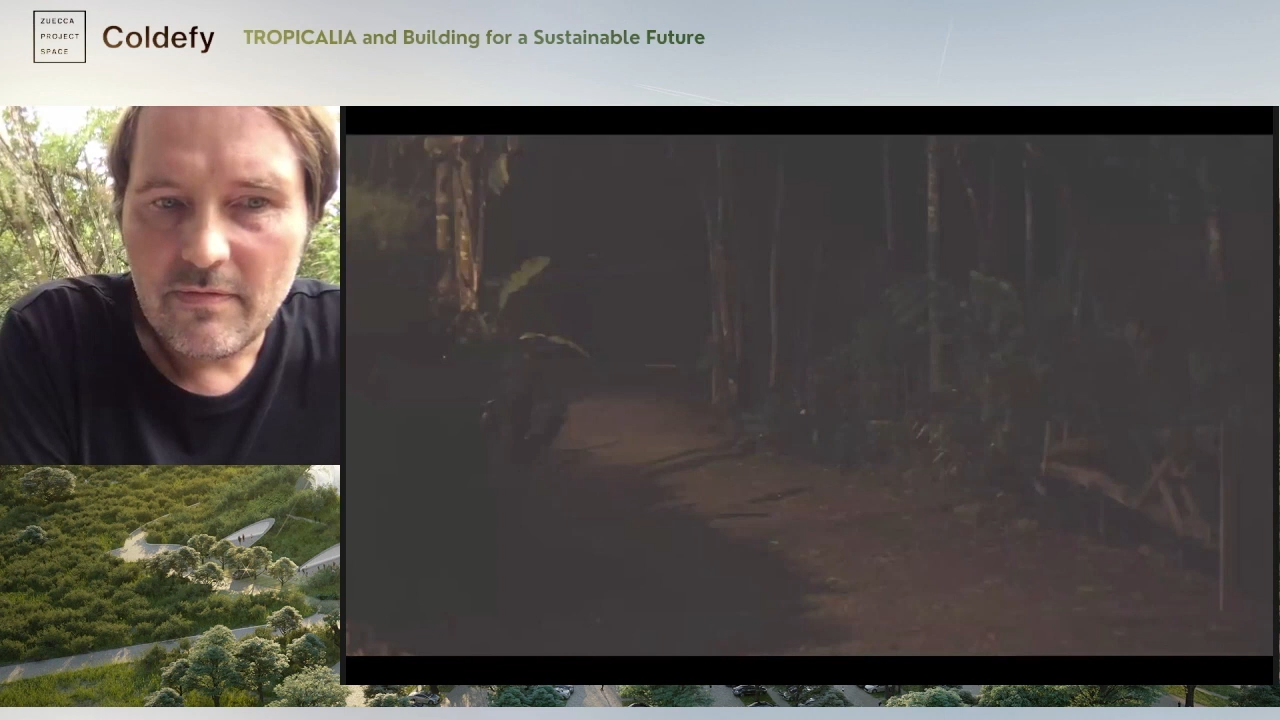 ZUECCA
PROJECT
SPACE
Coldefy
TROPICALIA and Building for a Sustainable Future